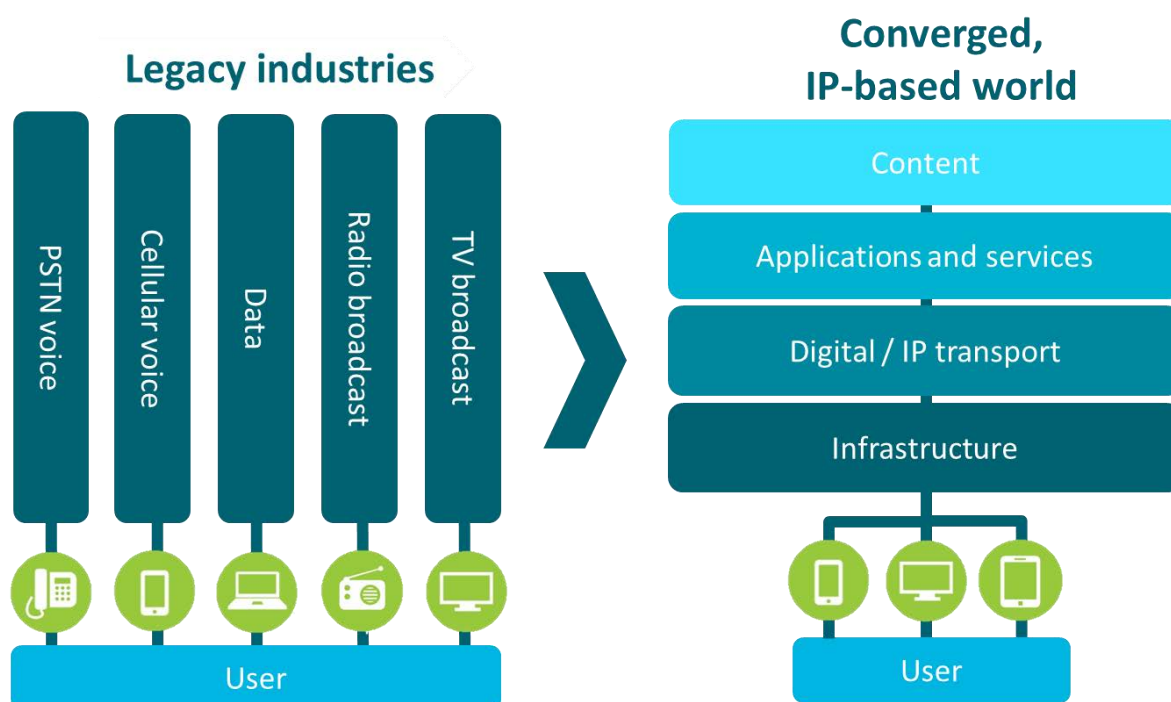 Legacy industries
PSTN voice
Cellular voice
Data
Radio broadcast
TV broadcast
User
Converged,
IP-based world
Content
Applications and services
Digital / IP transport
Infrastructure
User